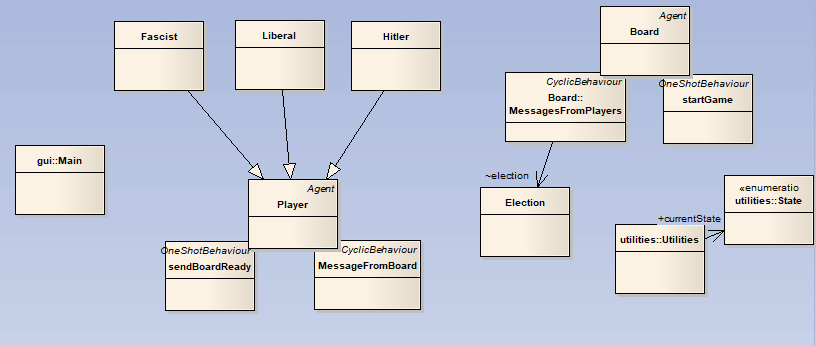 Fascist
Liberal
Hitler
Agent
Board
CyclicBehaviour
Board::
MessagesFromPlayers
OneShotBehaviour
startGame
gui::Main
Agent
Player
~election
Election
«enumeratio
utilities::State
+currentState
utilities::Utilities
OneShotBehaviour
sendBoardReady
CyclicBehaviour
MessageFromBoard